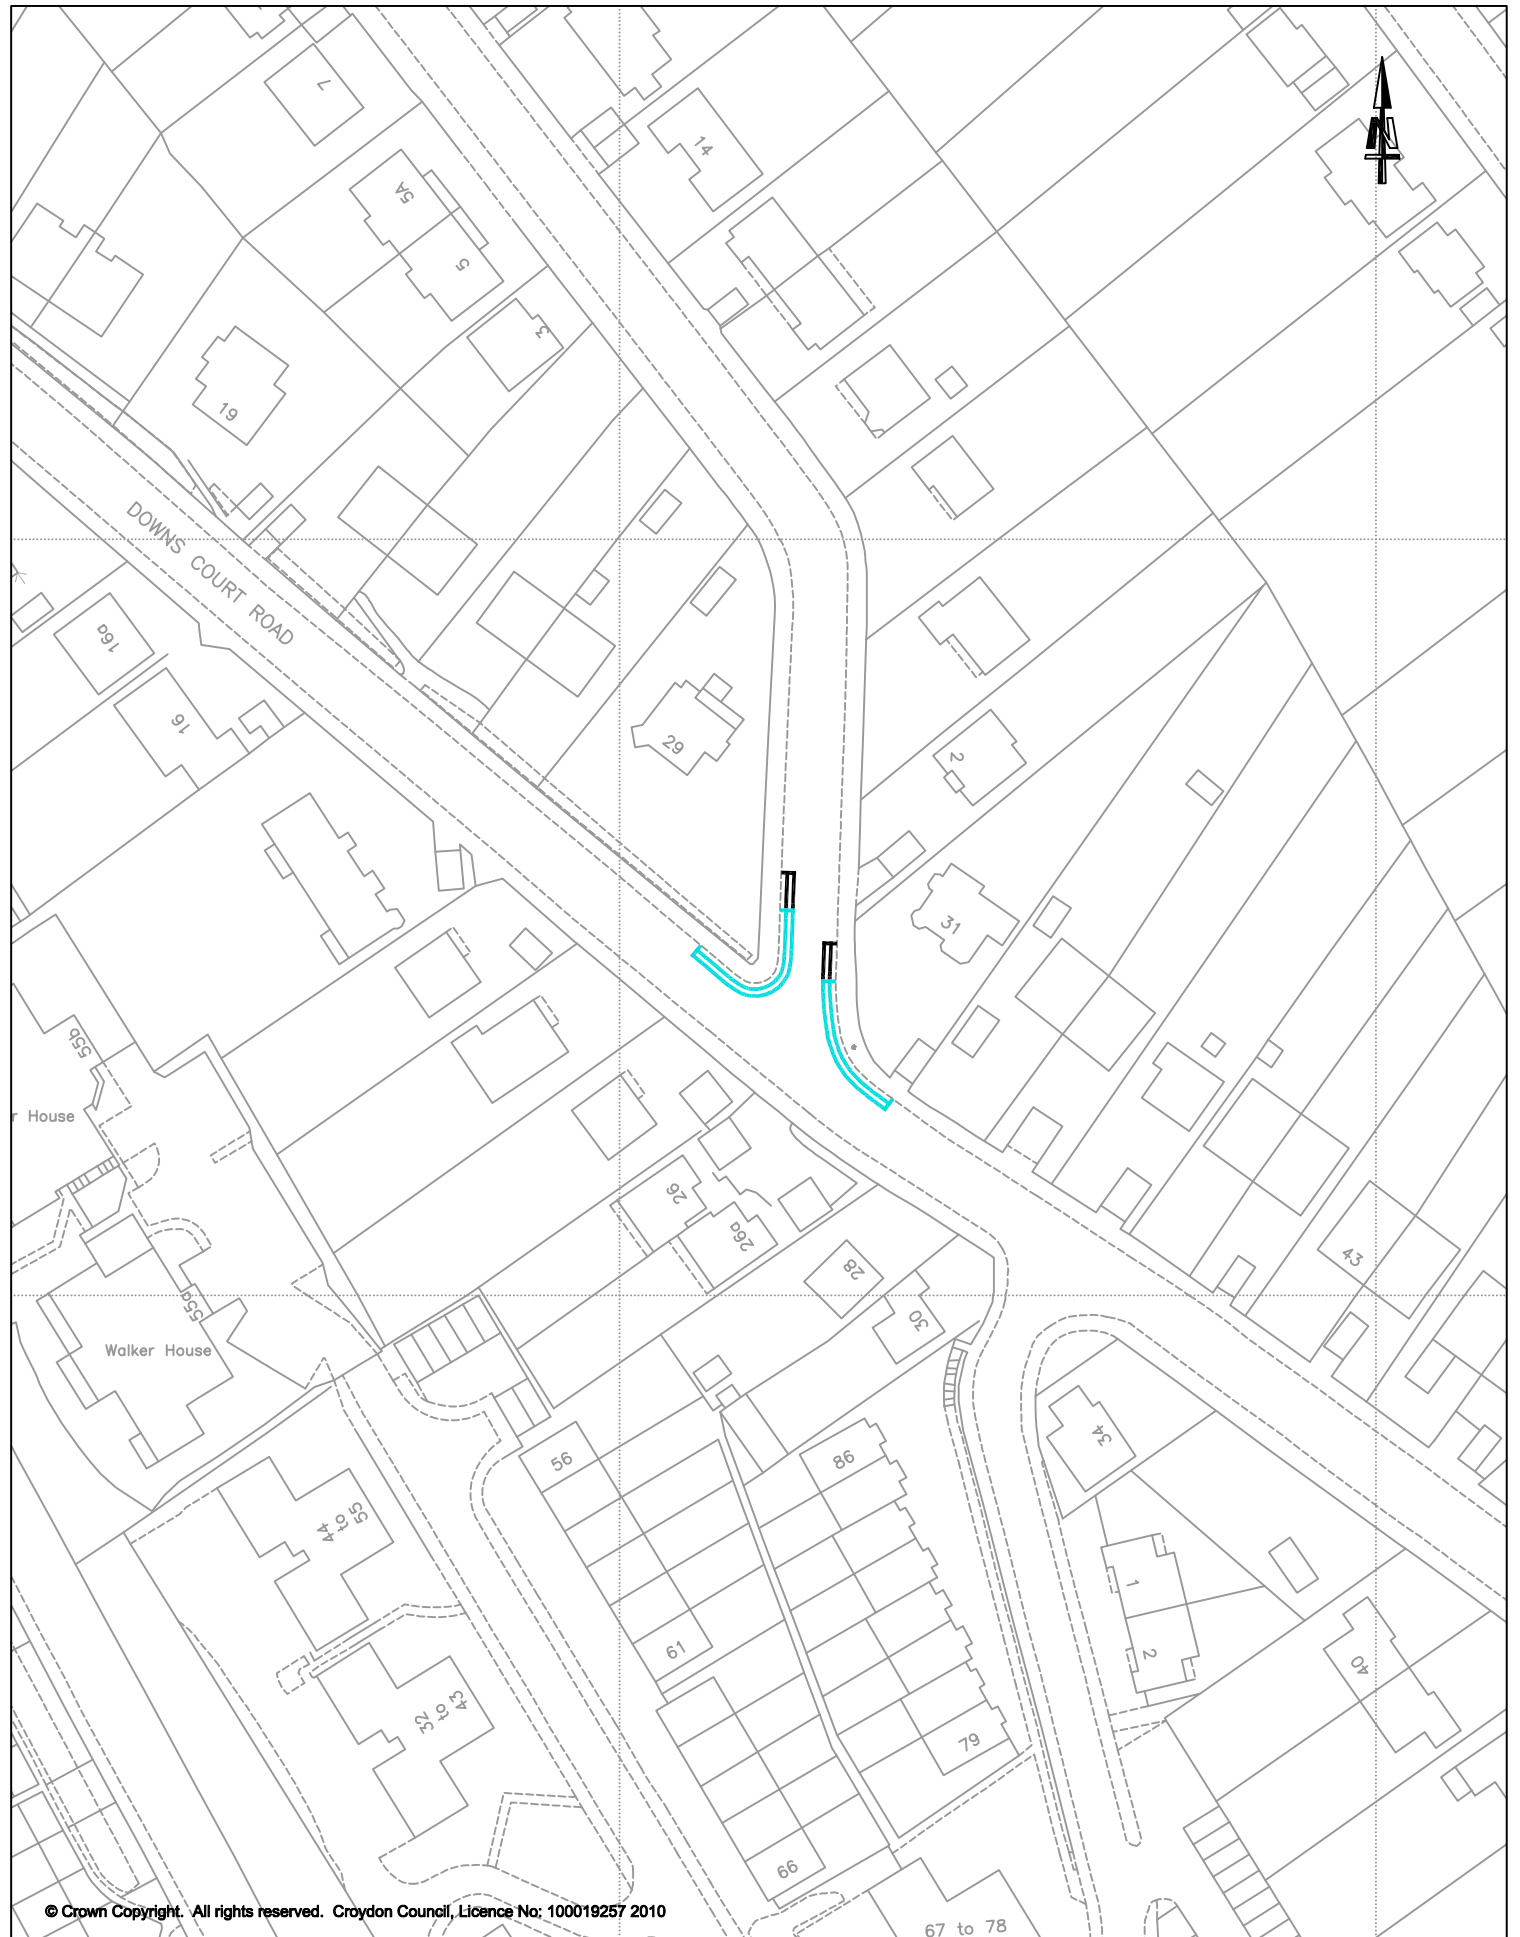 7
14
N
5A
5
3
19
DOWNS COURT ROAD
16a
16
29
2
31
55b
r House
26
26a
28
43
55a
30
Walker House
34
56
86
44 to 55
1
61
2
40
32 to 43
79
66
© Crown Copyright. All rights reserved. Croydon Council, Licence No: 100019257 2010
67 to 78